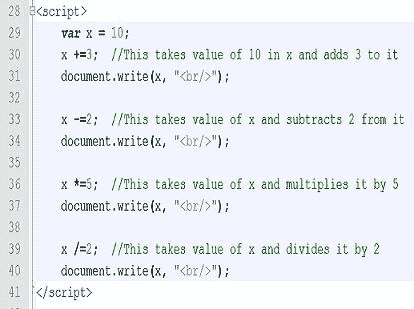 28 <script>
29 var x = 10;
30 x +=3; //This takes value of 10 in x and adds 3 to it
31 document.write(x, "<br/>");
32
33 x -=2; //This takes value of x and subtracts 2 from it
34 document.write(x, "<br/>");
35
36 x *=5; //This takes value of x and multiplies it by 5
37 document.write(x, "<br/>");
38
39 x /=2; //This takes value of x and divides it by 2
40 document.write(x, "<br/>");
41 </script>